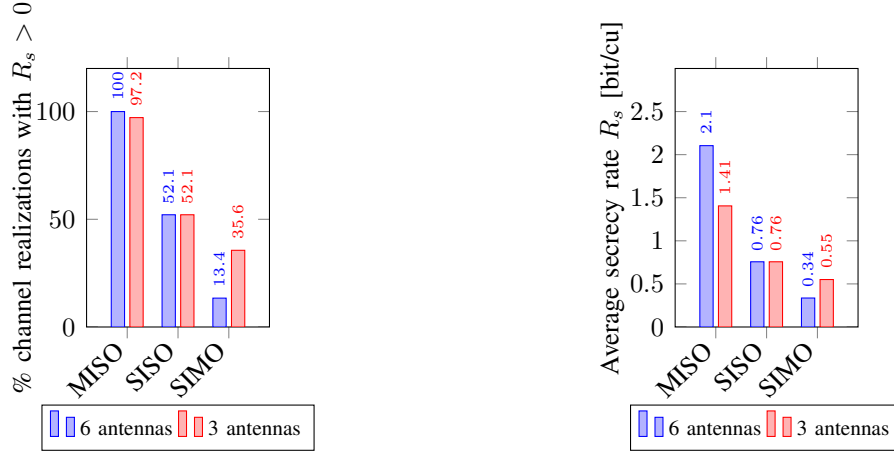 % channel realizations with $R_s > 0$
100
50
0
100
97.2
52.1
52.1
13.4
35.6
MISO
SISO
SIMO
6 antennas 3 antennas
Average secrecy rate $R_s$ [bit/cu]
2.5
2
1.5
1
0.5
0
2.1
1.41
0.76
0.76
0.34
0.55
MISO
SISO
SIMO
6 antennas 3 antennas